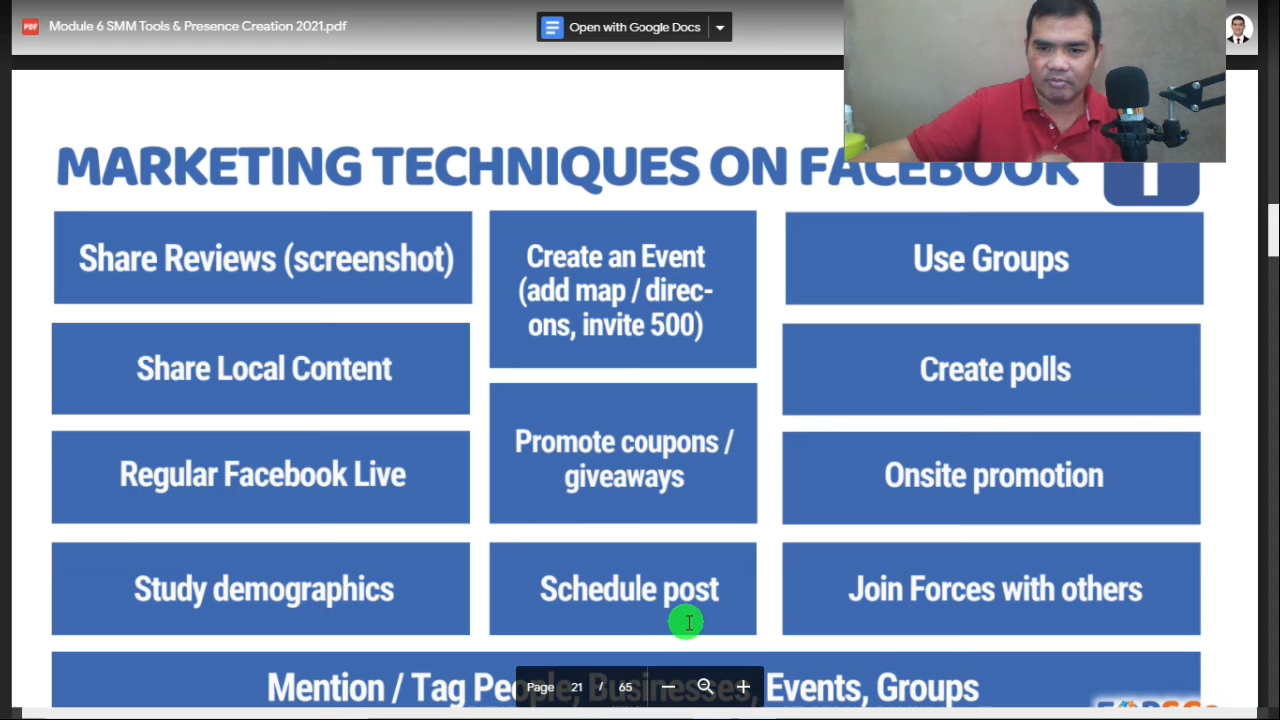 Module 6 SMM Tools & Presence Creation 2021.pdf
Open with Google Docs
MARKETING TECHNIQUES ON FACEBOOK
Share Reviews (screenshot)
Share Local Content
Regular Facebook Live
Study demographics
Create an Event
(add map / direc-
ons, invite 500)
Promote coupons /
giveaways
Schedule post
Use Groups
Create polls
Onsite promotion
Join Forces with others
Mention / Tag People, Businesses, Events, Groups
Page 21 / 65